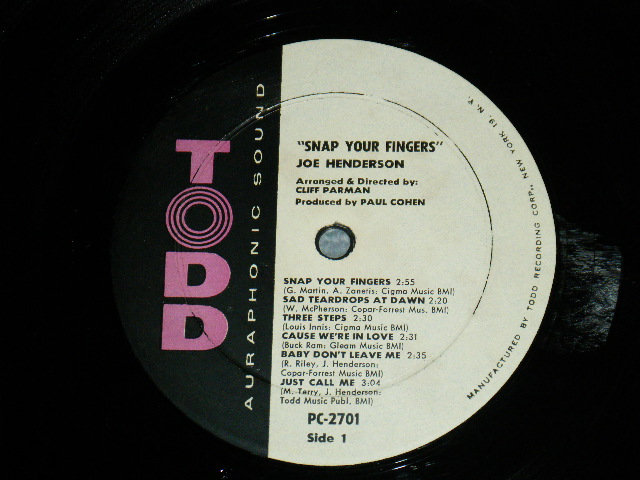 TODD
AURAPHONIC SOUND
"SNAP YOUR FINGERS"
JOE HENDERSON
Arranged & Directed by:
CLIFF PARMAN
Produced by PAUL COHEN
SNAP YOUR FINGERS 2:55
(G. Martin, A. Zanetis: Cigma Music BMI)
SAD TEARDROPS AT DAWN 2:20
(W. McPherson: Copar-Forrest Mus. BMI)
THREE STEPS 2:30
(Louis Innis: Cigma Music BMI)
CAUSE WE'RE IN LOVE 2:31
(Buck Ram: Gleam Music BMI)
BABY DON'T LEAVE ME 2:35
(R. Riley, J. Henderson:
Copar-Forrest Music BMI)
JUST CALL ME 3:04
(M. Terry, J. Henderson:
Todd Music Publ. BMI)
PC-2701
Side 1
MANUFACTURED BY TODD RECORDING CORP., NEW YORK 19, N. Y.